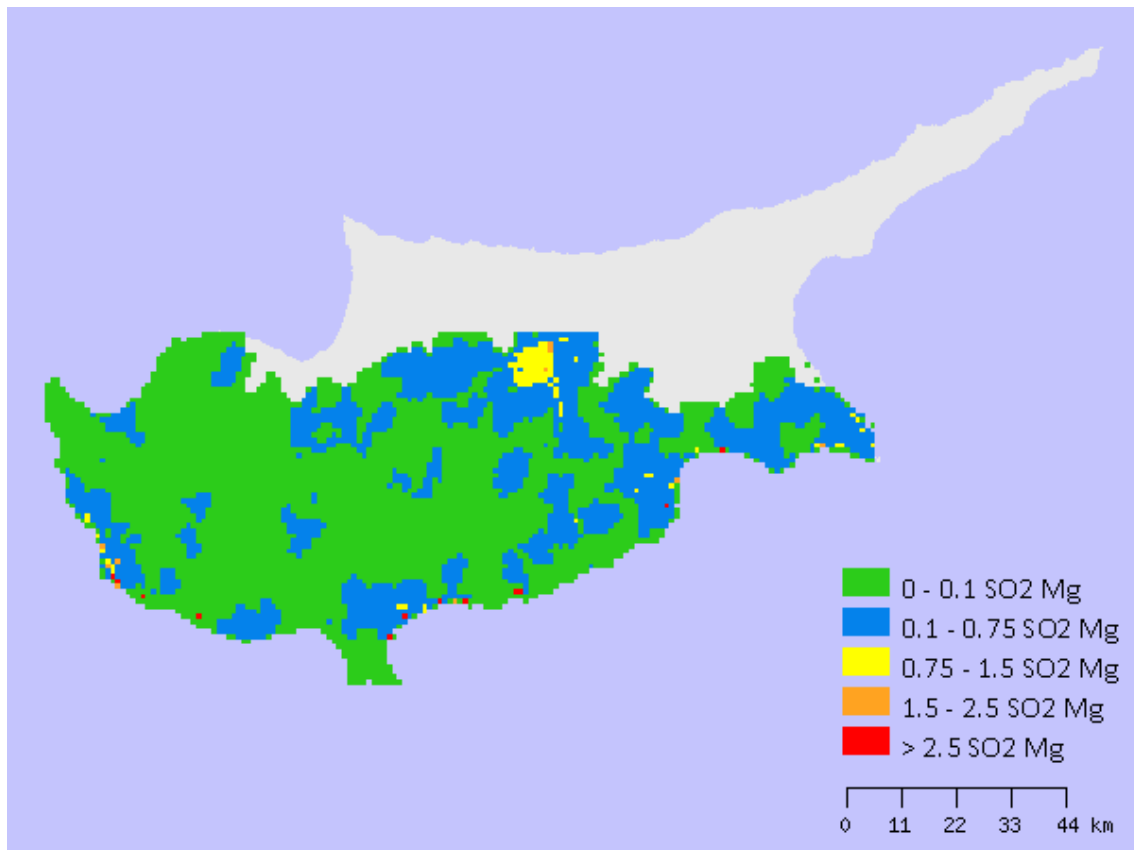 0 - 0.1 SO2 Mg
0.1 - 0.75 SO2 Mg
0.75 - 1.5 SO2 Mg
1.5 - 2.5 SO2 Mg
> 2.5 SO2 Mg
0 11 22 33 44 km